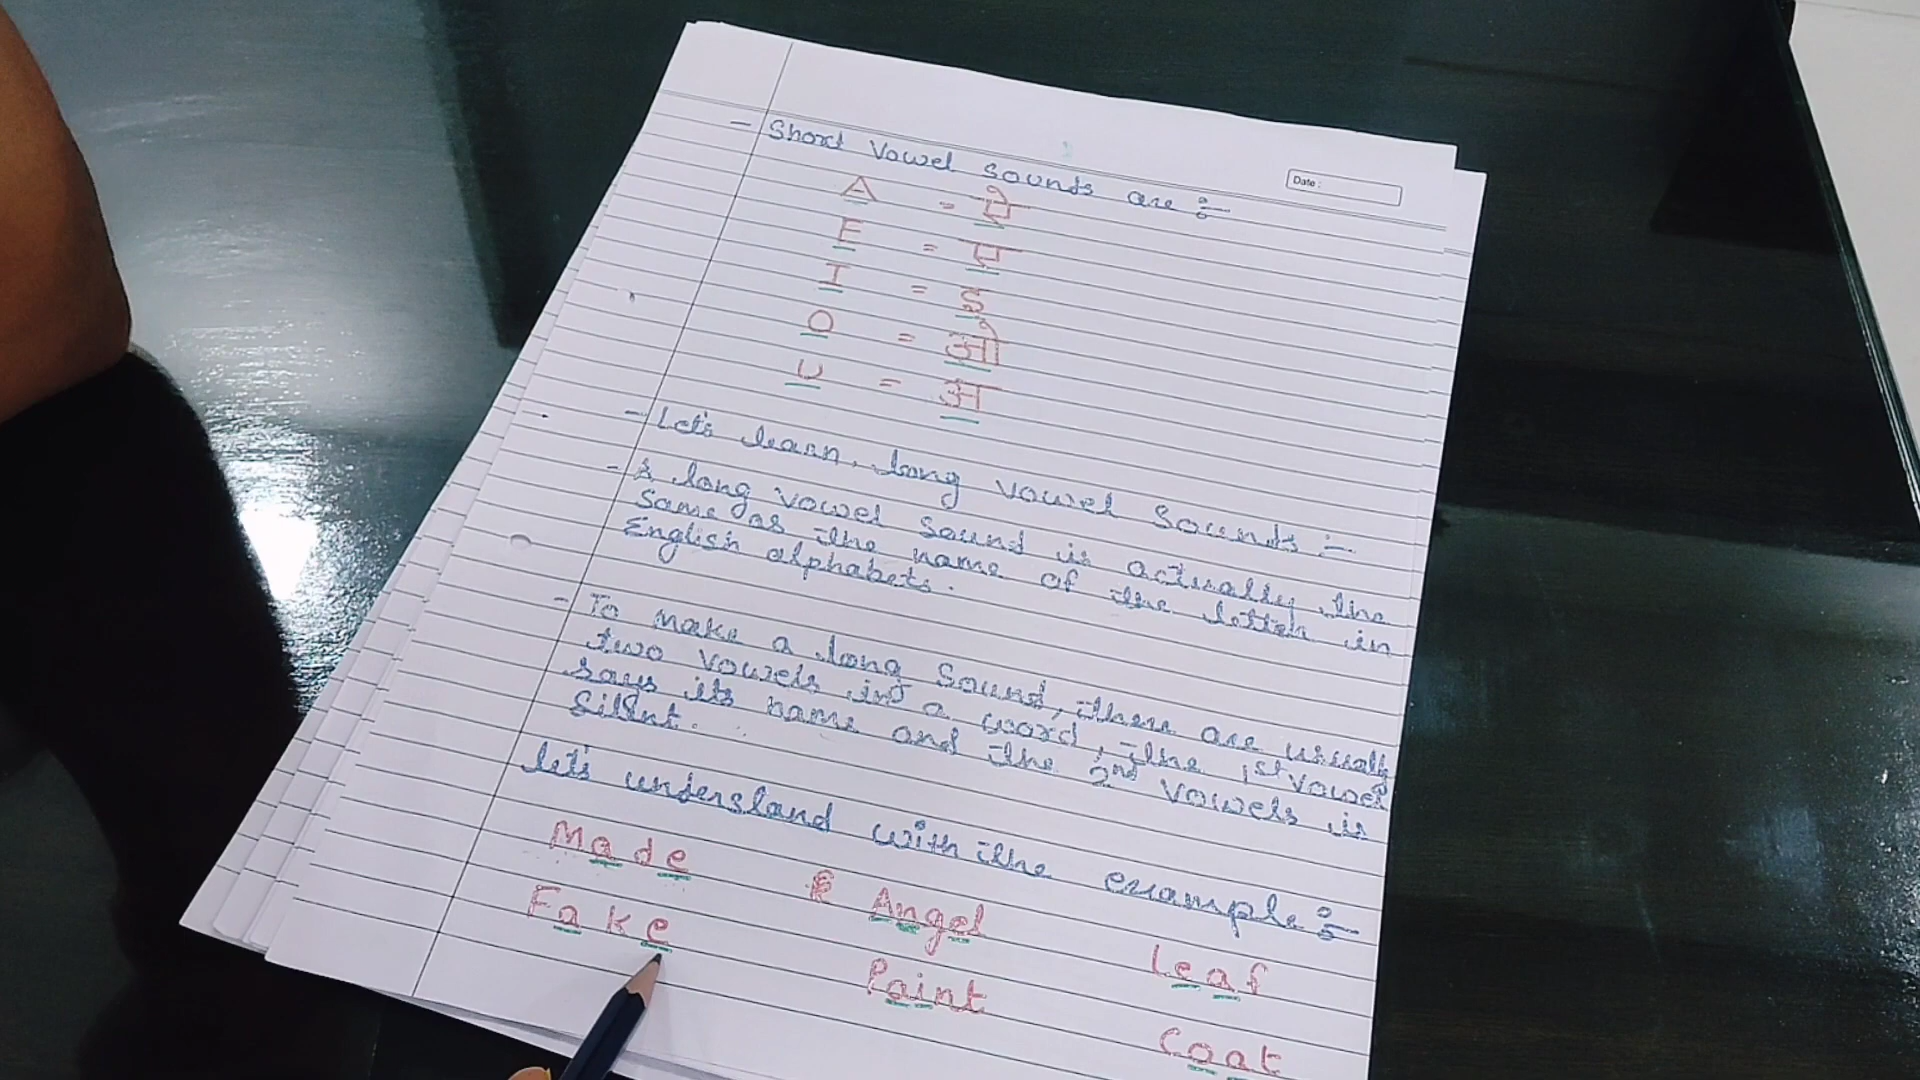 - Short Vowel Sounds are :-
Date :
A = ऐ
E = ए
I = इ
O = ऑ
U = अ
- Let's learn, long vowel Sounds :-
- A long vowel sound is actually the
Same as the name of the letter in
English alphabets.
- To make a long sound, there are usually
two vowels in a word, the 1st vowel
says its name and the 2nd vowels is
Silent.
let's understand with the example :-
Made Angel Leaf
Fake Paint Coat